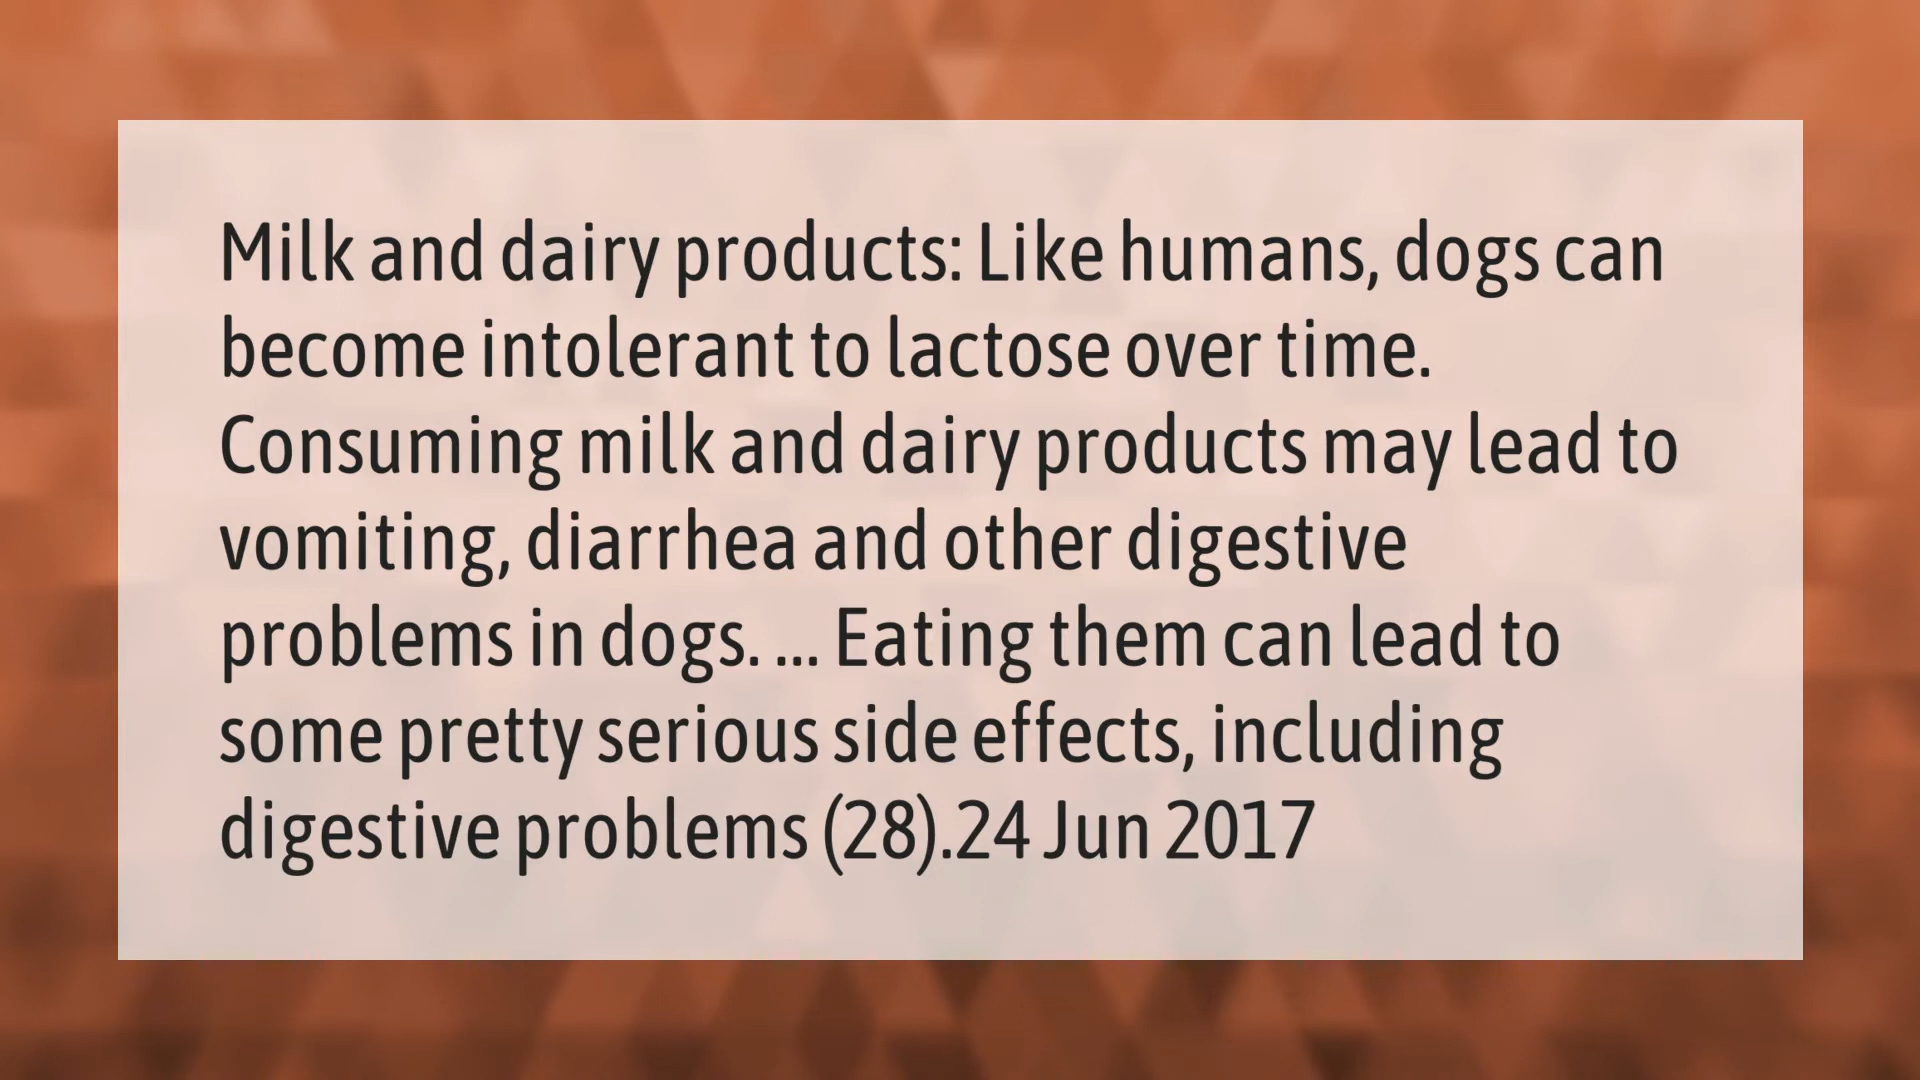 Milk and dairy products: Like humans, dogs can
become intolerant to lactose over time.
Consuming milk and dairy products may lead to
vomiting, diarrhea and other digestive
problems in dogs. ... Eating them can lead to
some pretty serious side effects, including
digestive problems (28).24 Jun 2017